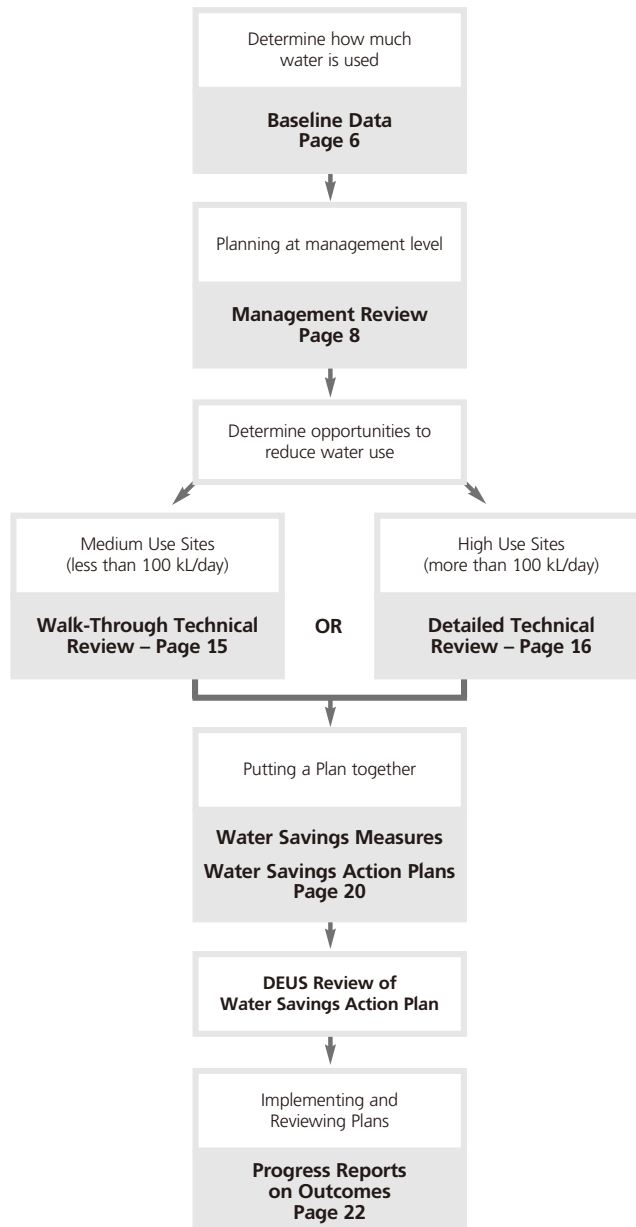 Determine how much
water is used
Baseline Data
Page 6
Planning at management level
Management Review
Page 8
Determine opportunities to
reduce water use
Medium Use Sites
(less than 100 kL/day)
Walk-Through Technical
Review – Page 15
OR
High Use Sites
(more than 100 kL/day)
Detailed Technical
Review – Page 16
Putting a Plan together
Water Savings Measures
Water Savings Action Plans
Page 20
DEUS Review of
Water Savings Action Plan
Implementing and
Reviewing Plans
Progress Reports
on Outcomes
Page 22